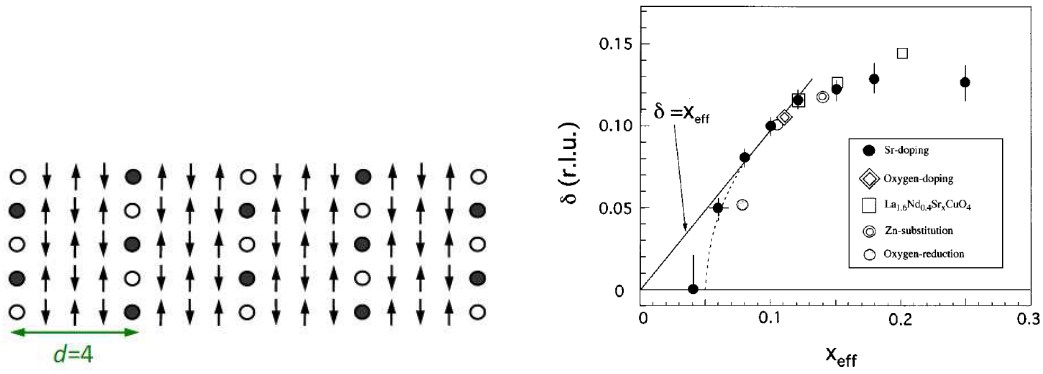 d=4
0.15
0.10
0.05
0
δ (r.l.u.)
δ = x_eff
Sr-doping
Oxygen-doping
La₁.₆Nd₀.₄SrₓCuO₄
Zn-substitution
Oxygen-reduction
0
0.1
0.2
0.3
x_eff